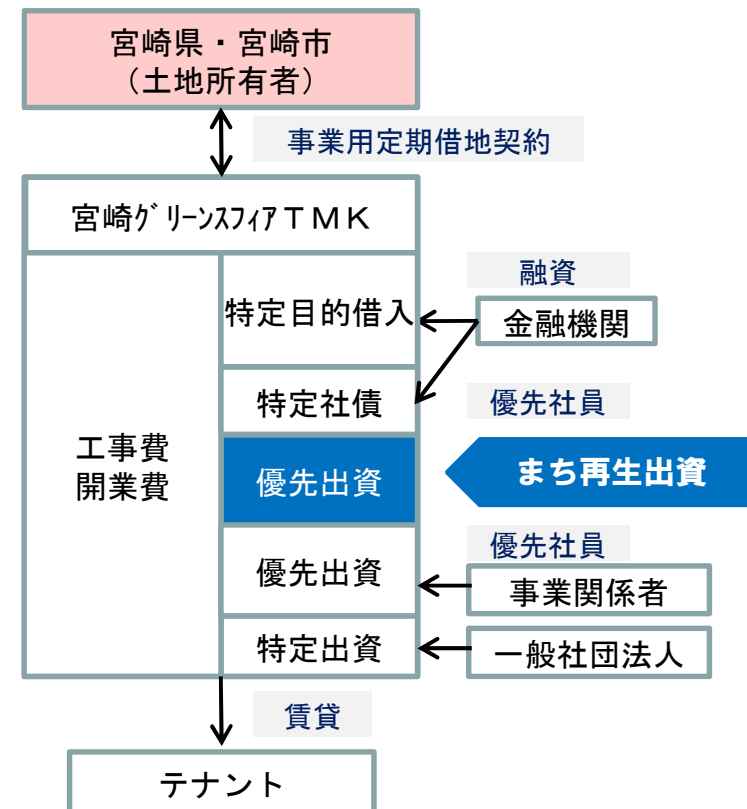 宮崎県・宮崎市
（土地所有者）
事業用定期借地契約
宮崎ｸﾞﾘｰﾝｽﾌｨｱＴＭＫ
融資
特定目的借入
金融機関
特定社債
優先社員
工事費
開業費
優先出資
まち再生出資
優先社員
優先出資
事業関係者
特定出資
一般社団法人
賃貸
テナント